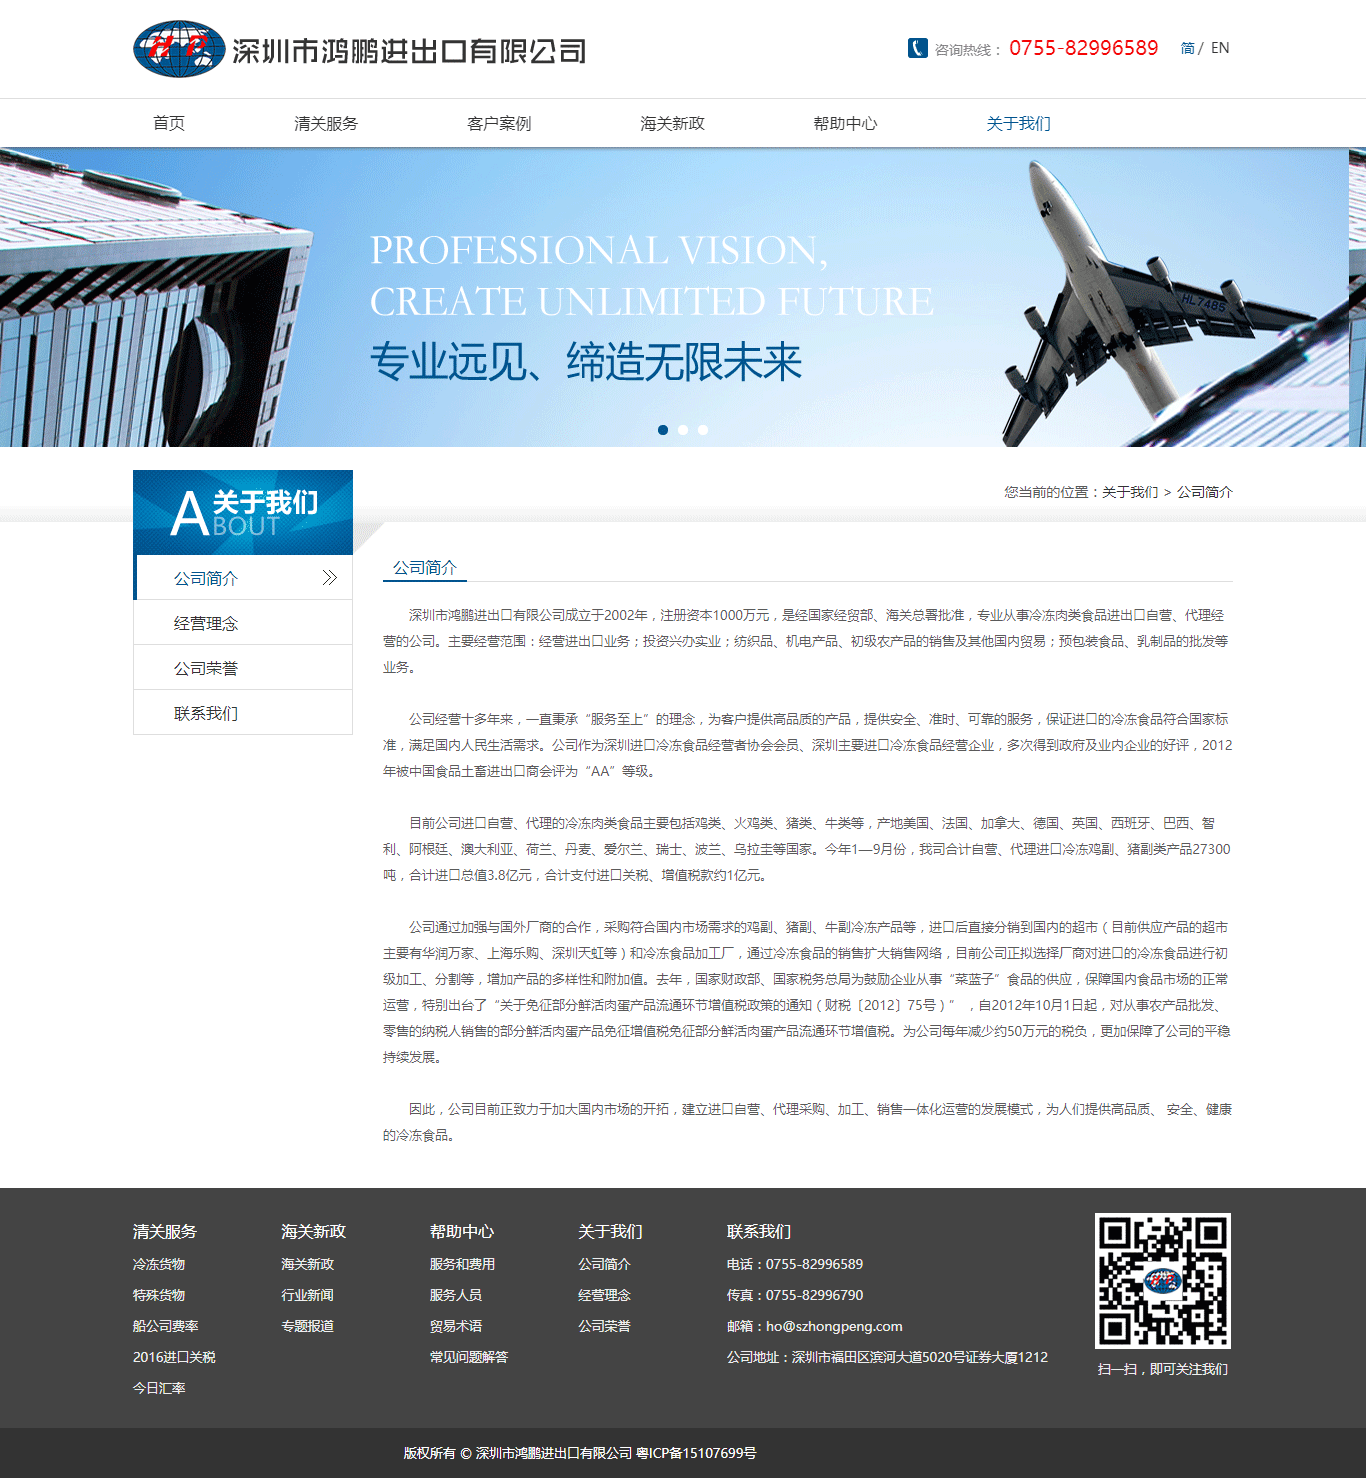 HP 深圳市鸿鹏进出口有限公司
咨询热线： 0755-82996589 简 / EN
首页 清关服务 客户案例 海关新政 帮助中心 关于我们
PROFESSIONAL VISION,
CREATE UNLIMITED FUTURE
专业远见、缔造无限未来
HL7485
关于我们
ABOUT
您当前的位置：关于我们 > 公司简介
公司简介
经营理念
公司荣誉
联系我们
公司简介
深圳市鸿鹏进出口有限公司成立于2002年，注册资本1000万元，是经国家经贸部、海关总署批准，专业从事冷冻肉类食品进出口自营、代理经
营的公司。主要经营范围：经营进出口业务；投资兴办实业；纺织品、机电产品、初级农产品的销售及其他国内贸易；预包装食品、乳制品的批发等
业务。
公司经营十多年来，一直秉承“服务至上”的理念，为客户提供高品质的产品，提供安全、准时、可靠的服务，保证进口的冷冻食品符合国家标
准，满足国内人民生活需求。公司作为深圳进口冷冻食品经营者协会会员、深圳主要进口冷冻食品经营企业，多次得到政府及业内企业的好评，2012
年被中国食品土畜进出口商会评为“AA”等级。
目前公司进口自营、代理的冷冻肉类食品主要包括鸡类、火鸡类、猪类、牛类等，产地美国、法国、加拿大、德国、英国、西班牙、巴西、智
利、阿根廷、澳大利亚、荷兰、丹麦、爱尔兰、瑞士、波兰、乌拉圭等国家。今年1—9月份，我司合计自营、代理进口冷冻鸡副、猪副类产品27300
吨，合计进口总值3.8亿元，合计支付进口关税、增值税款约1亿元。
公司通过加强与国外厂商的合作，采购符合国内市场需求的鸡副、猪副、牛副冷冻产品等，进口后直接分销到国内的超市（目前供应产品的超市
主要有华润万家、上海乐购、深圳天虹等）和冷冻食品加工厂，通过冷冻食品的销售扩大销售网络，目前公司正拟选择厂商对进口的冷冻食品进行初
级加工、分割等，增加产品的多样性和附加值。去年，国家财政部、国家税务总局为鼓励企业从事“菜蓝子”食品的供应，保障国内食品市场的正常
运营，特别出台了“关于免征部分鲜活肉蛋产品流通环节增值税政策的通知（财税〔2012〕75号）” ，自2012年10月1日起，对从事农产品批发、
零售的纳税人销售的部分鲜活肉蛋产品免征增值税免征部分鲜活肉蛋产品流通环节增值税。为公司每年减少约50万元的税负，更加保障了公司的平稳
持续发展。
因此，公司目前正致力于加大国内市场的开拓，建立进口自营、代理采购、加工、销售一体化运营的发展模式，为人们提供高品质、 安全、健康
的冷冻食品。
清关服务
冷冻货物
特殊货物
船公司费率
2016进口关税
今日汇率
海关新政
海关新政
行业新闻
专题报道
帮助中心
服务和费用
服务人员
贸易术语
常见问题解答
关于我们
公司简介
经营理念
公司荣誉
联系我们
电话：0755-82996589
传真：0755-82996790
邮箱：ho@szhongpeng.com
公司地址：深圳市福田区滨河大道5020号证券大厦1212
扫一扫，即可关注我们
版权所有 © 深圳市鸿鹏进出口有限公司 粤ICP备15107699号